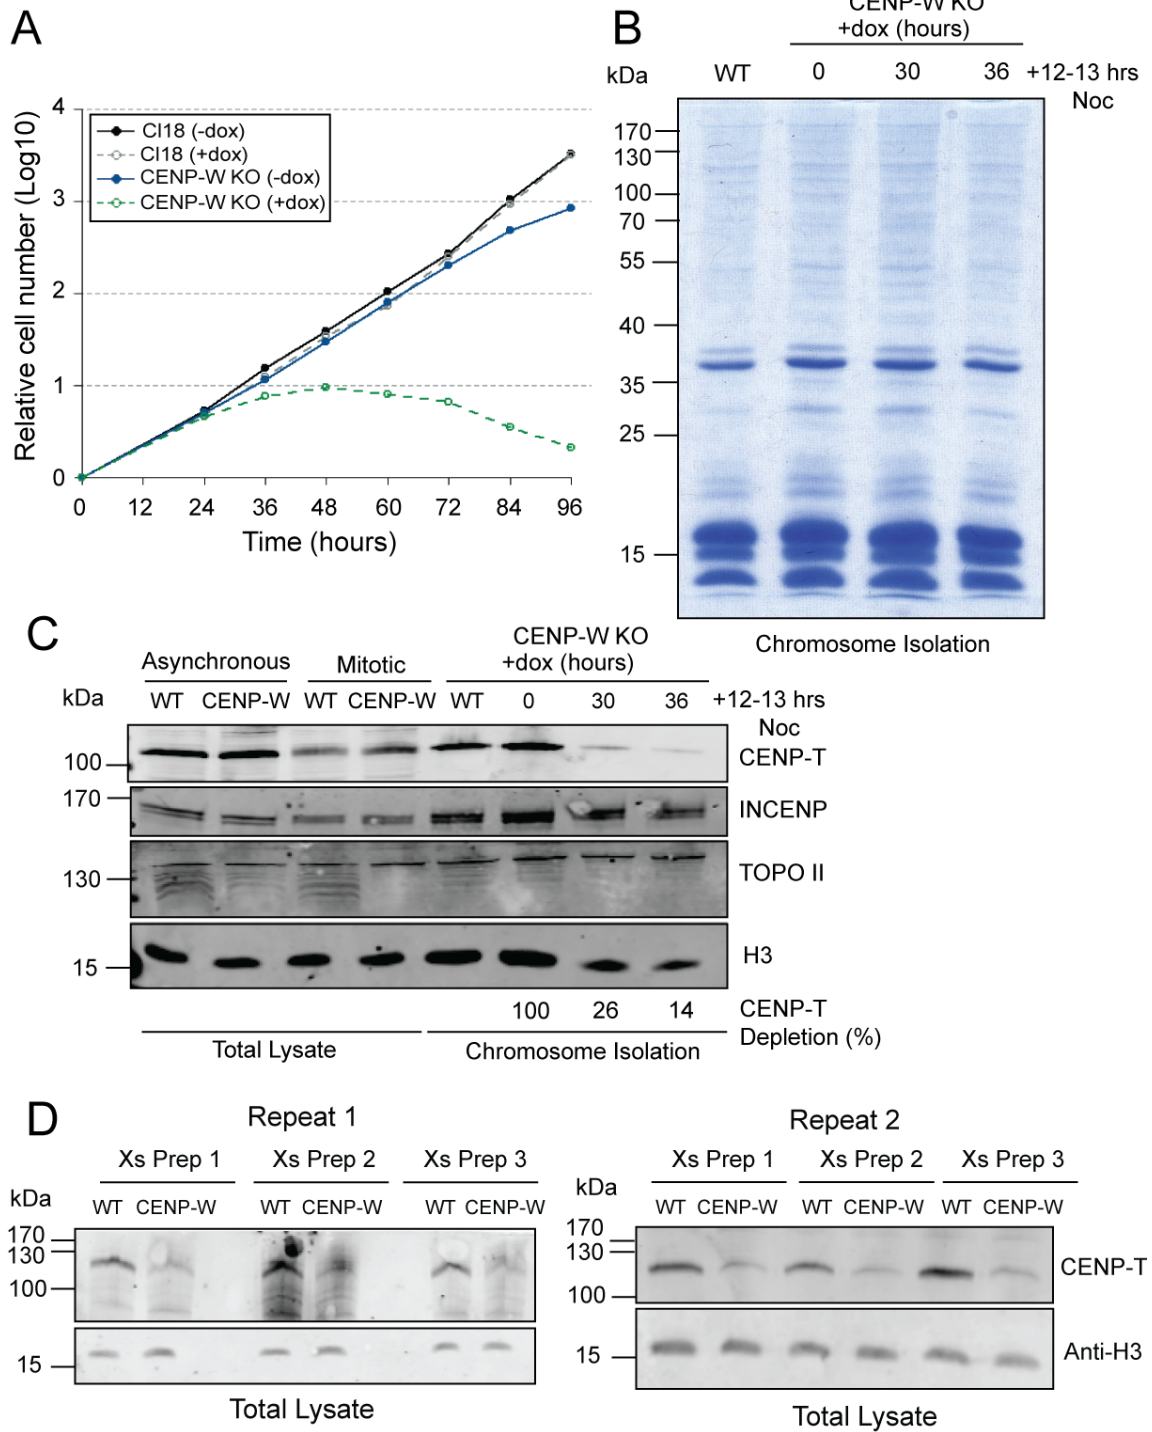 A
Relative cell number (Log10)
4
3
2
1
0
Cl18 (-dox)
Cl18 (+dox)
CENP-W KO (-dox)
CENP-W KO (+dox)
0 12 24 36 48 60 72 84 96
Time (hours)
B
CENP-W KO
+dox (hours)
kDa WT 0 30 36 +12-13 hrs
Noc
170
130
100
70
55
40
35
25
15
Chromosome Isolation
C
CENP-W KO
Asynchronous Mitotic +dox (hours)
kDa WT CENP-W WT CENP-W WT 0 30 36 +12-13 hrs
Noc
100 CENP-T
170 INCENP
130 TOPO II
15 H3
100 26 14 CENP-T
Depletion (%)
Total Lysate Chromosome Isolation
D
Repeat 1
Xs Prep 1 Xs Prep 2 Xs Prep 3
kDa WT CENP-W WT CENP-W WT CENP-W
170
130
100
15
Total Lysate
Repeat 2
Xs Prep 1 Xs Prep 2 Xs Prep 3
kDa WT CENP-W WT CENP-W WT CENP-W
170
130
CENP-T
100
15 Anti-H3
Total Lysate